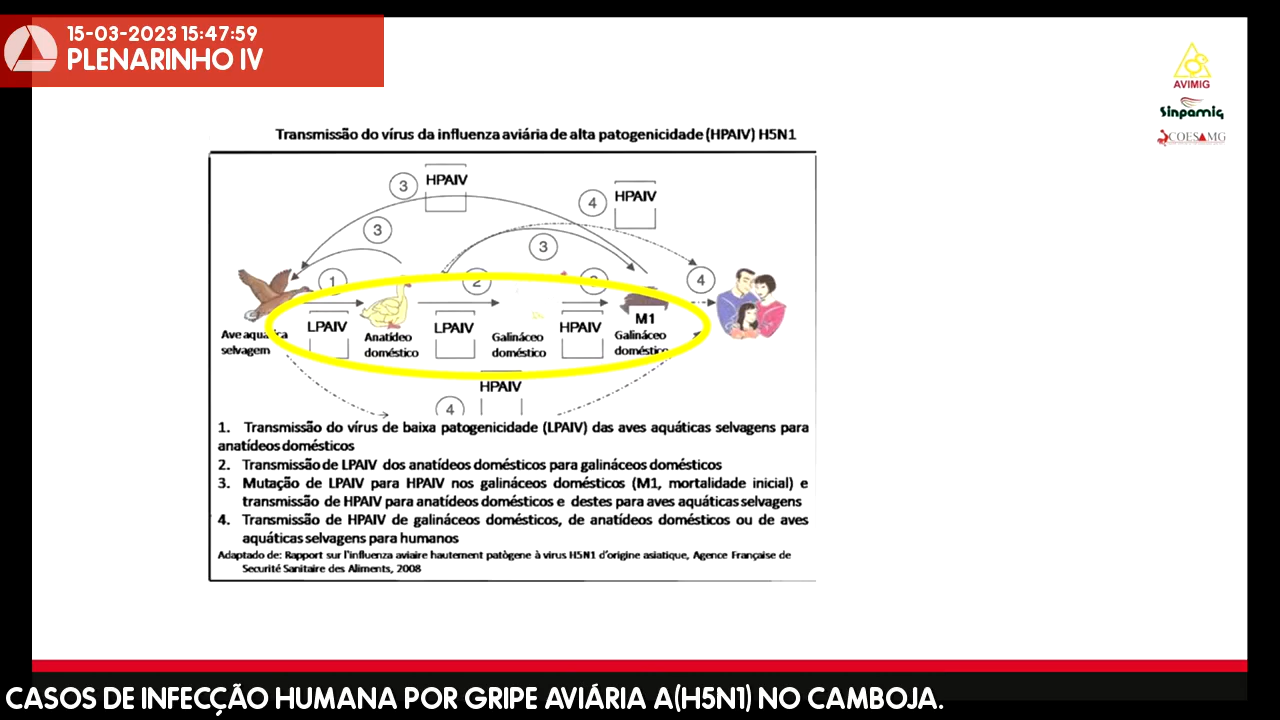 15-03-2023 15:47:59
PLENARINHO IV
AVIMIG
Sinpamig
COESAMG
Transmissão do vírus da influenza aviária de alta patogenicidade (HPAIV) H5N1
3 HPAIV
4 HPAIV
3
3
1
2
4
LPAIV
LPAIV
HPAIV
M1
Ave aquática
selvagem
Anatídeo
doméstico
Galináceo
doméstico
Galináceo
doméstico
HPAIV
4
1. Transmissão do vírus de baixa patogenicidade (LPAIV) das aves aquáticas selvagens para
anatídeos domésticos
2. Transmissão de LPAIV dos anatídeos domésticos para galináceos domésticos
3. Mutação de LPAIV para HPAIV nos galináceos domésticos (M1, mortalidade inicial) e
transmissão de HPAIV para anatídeos domésticos e destes para aves aquáticas selvagens
4. Transmissão de HPAIV de galináceos domésticos, de anatídeos domésticos ou de aves
aquáticas selvagens para humanos
Adaptado de: Rapport sur l'influenza aviaire hautement patògene à virus H5N1 d'origine asiatique, Agence Française de
Securité Sanitaire des Aliments, 2008
CASOS DE INFECÇÃO HUMANA POR GRIPE AVIÁRIA A(H5N1) NO CAMBOJA.